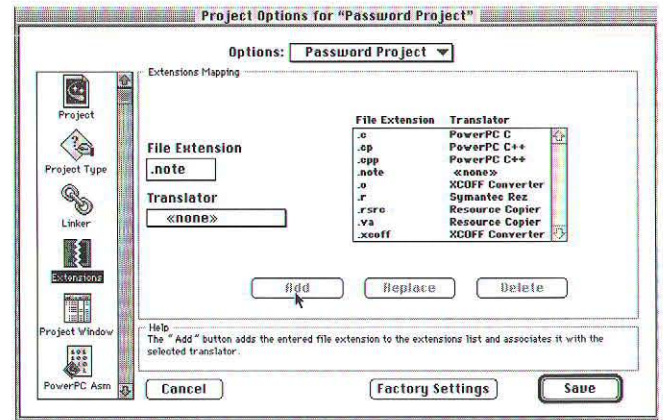 Project Options for “Password Project”
Options: Password Project
Project
Project Type
Linker
Extensions
Project Window
PowerPC Asm
Extensions Mapping
File Extension
.note
Translator
«none»
File Extension Translator
.c PowerPC C
.cp PowerPC C++
.cpp PowerPC C++
.note «none»
.o XCOFF Converter
.r Symantec Rez
.rsrc Resource Copier
.va Resource Copier
.xcoff XCOFF Converter
Add Replace Delete
Help
The "Add" button adds the entered file extension to the extensions list and associates it with the
selected translator.
Cancel Factory Settings Save